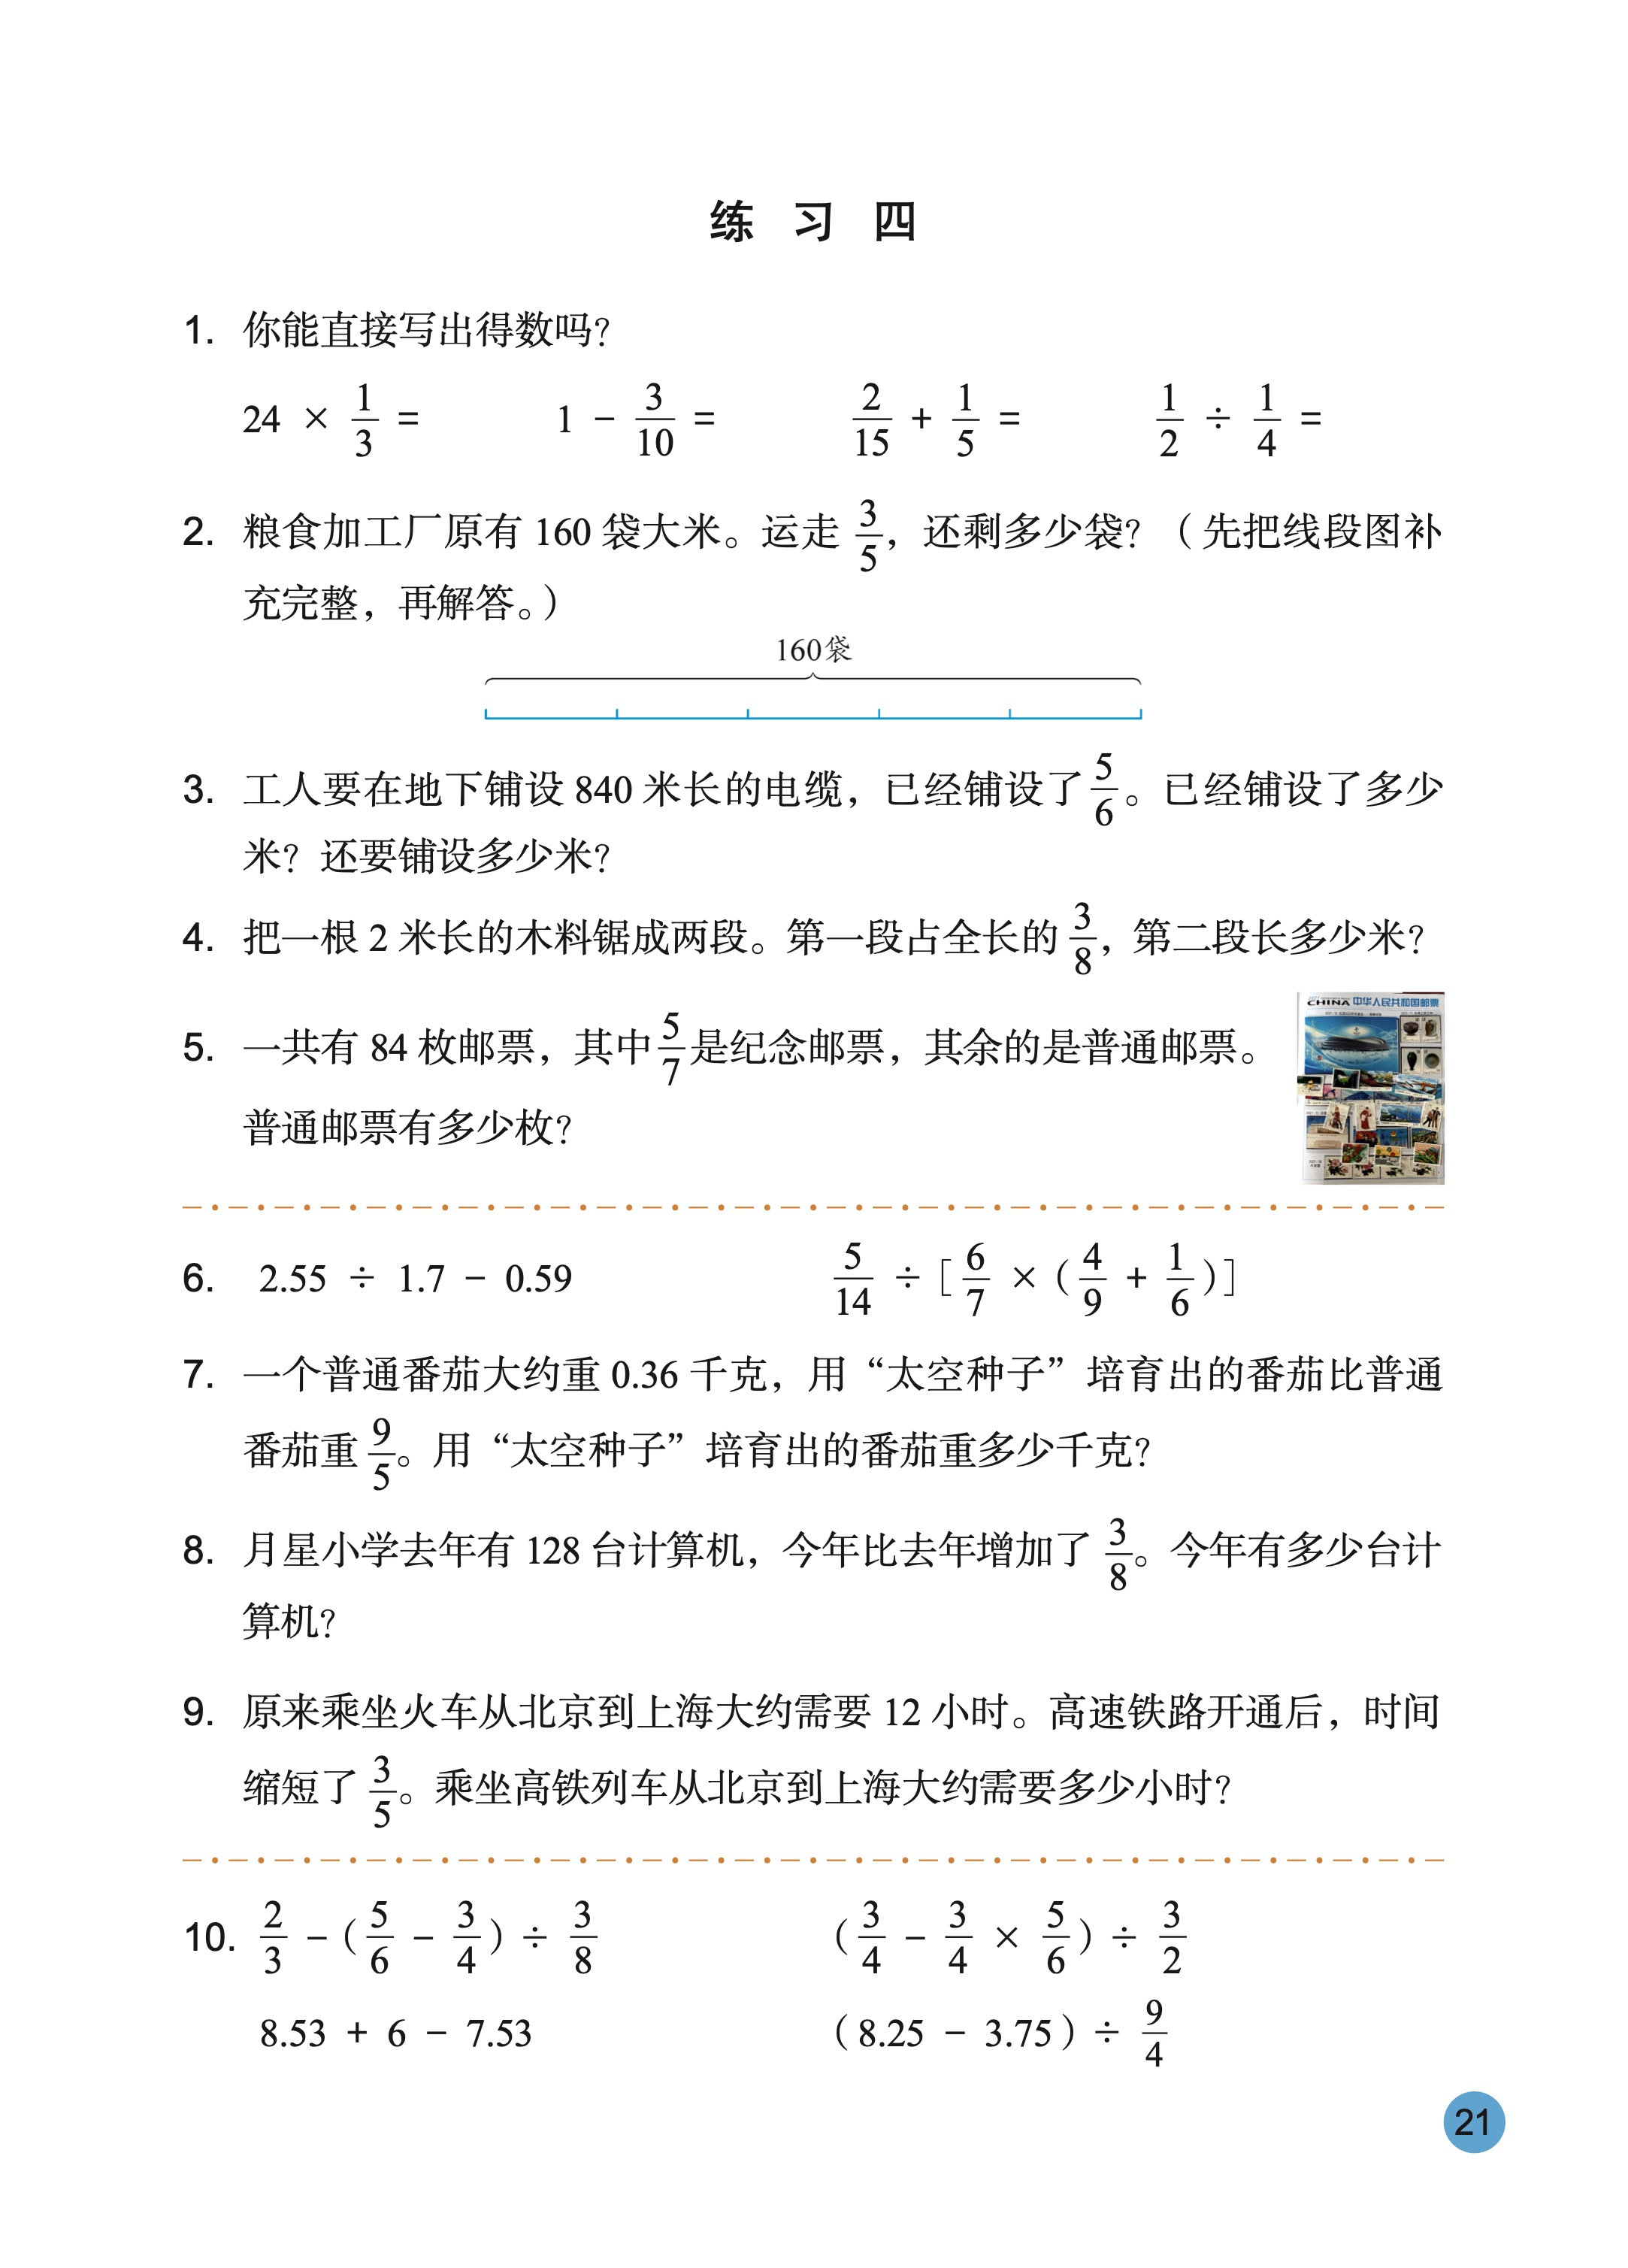 练 习 四
1. 你能直接写出得数吗？
24 × 1/3 = 1 − 3/10 = 2/15 + 1/5 = 1/2 ÷ 1/4 =
2. 粮食加工厂原有 160 袋大米。运走 3/5，还剩多少袋？（先把线段图补
充完整，再解答。）
160袋
3. 工人要在地下铺设 840 米长的电缆，已经铺设了 5/6。已经铺设了多少
米？还要铺设多少米？
4. 把一根 2 米长的木料锯成两段。第一段占全长的 3/8，第二段长多少米？
CHINA 中华人民共和国邮票
5. 一共有 84 枚邮票，其中 5/7 是纪念邮票，其余的是普通邮票。
普通邮票有多少枚？
6. 2.55 ÷ 1.7 − 0.59 5/14 ÷ [6/7 × (4/9 + 1/6)]
7. 一个普通番茄大约重 0.36 千克，用“太空种子”培育出的番茄比普通
番茄重 9/5。用“太空种子”培育出的番茄重多少千克？
8. 月星小学去年有 128 台计算机，今年比去年增加了 3/8。今年有多少台计
算机？
9. 原来乘坐火车从北京到上海大约需要 12 小时。高速铁路开通后，时间
缩短了 3/5。乘坐高铁列车从北京到上海大约需要多少小时？
10. 2/3 − (5/6 − 3/4) ÷ 3/8 (3/4 − 3/4 × 5/6) ÷ 3/2
8.53 + 6 − 7.53 (8.25 − 3.75) ÷ 9/4
21